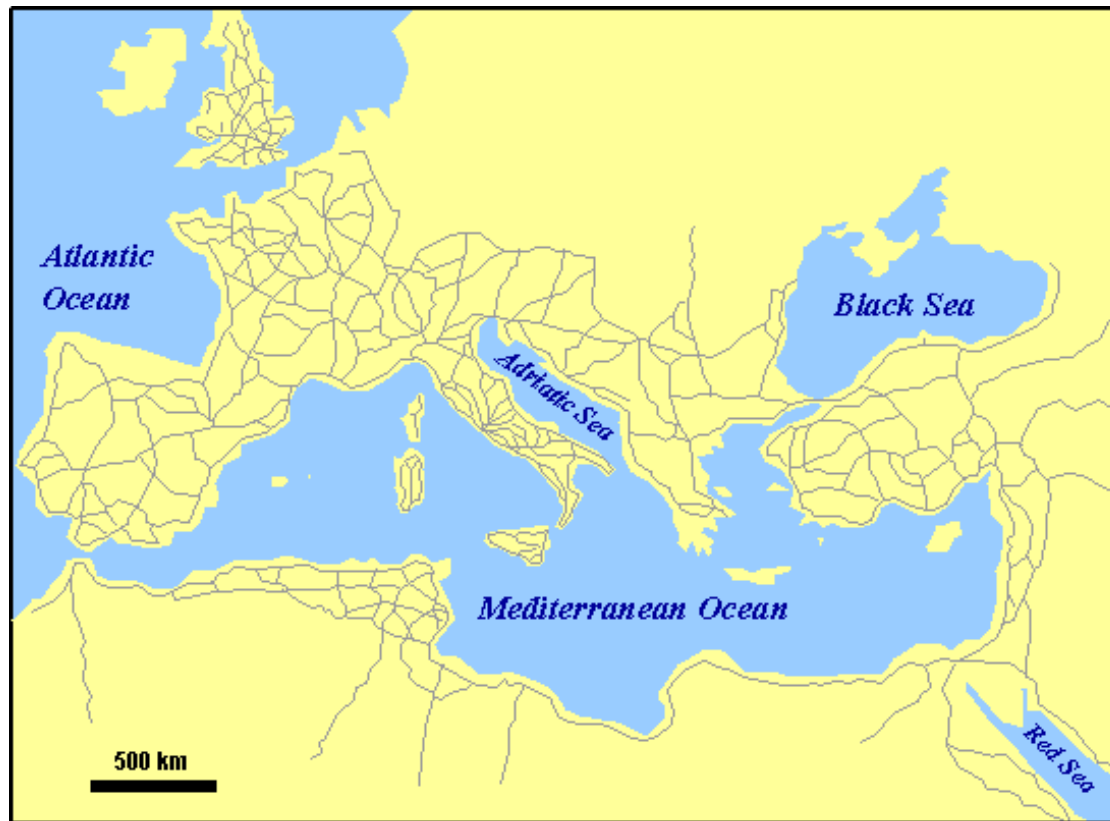 Atlantic
Ocean
Black Sea
Adriatic Sea
Mediterranean Ocean
Red Sea
500 km